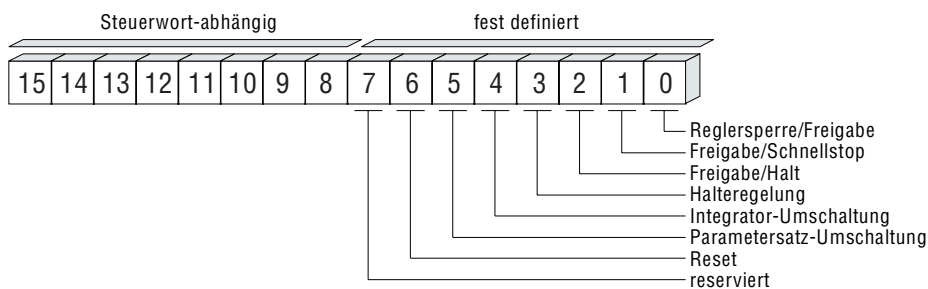 Steuerwort-abhängig fest definiert
15 14 13 12 11 10 9 8 7 6 5 4 3 2 1 0
Reglersperre/Freigabe
Freigabe/Schnellstop
Freigabe/Halt
Halteregelung
Integrator-Umschaltung
Parametersatz-Umschaltung
Reset
reserviert